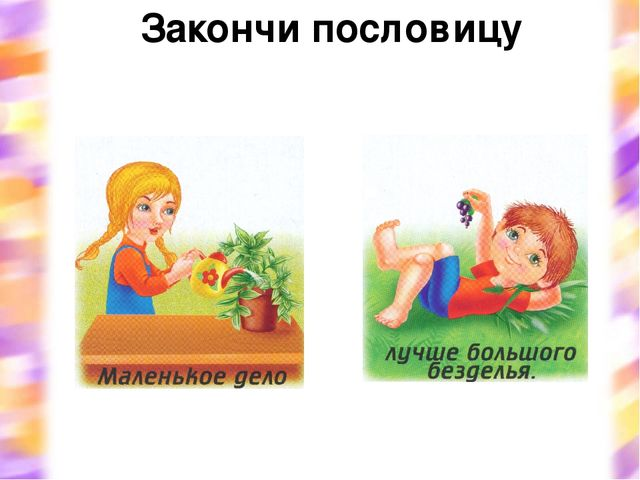 Закончи пословицу
Маленькое дело
лучше большого
безделья.